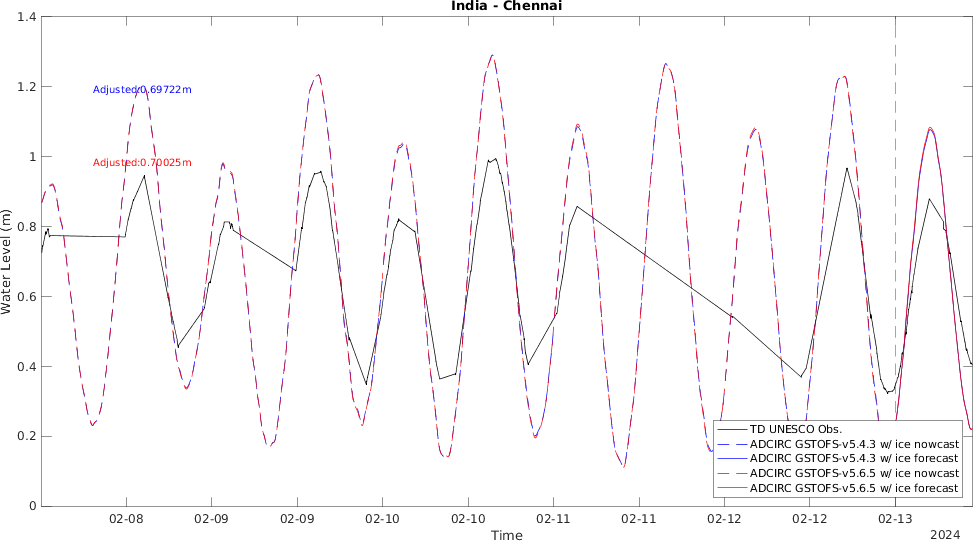 India - Chennai
1.4
1.2
1
0.8
0.6
0.4
0.2
0
Water Level (m)
Adjusted:0.69722m
Adjusted:0.70025m
TD UNESCO Obs.
ADCIRC GSTOFS-v5.4.3 w/ ice nowcast
ADCIRC GSTOFS-v5.4.3 w/ ice forecast
ADCIRC GSTOFS-v5.6.5 w/ ice nowcast
ADCIRC GSTOFS-v5.6.5 w/ ice forecast
02-08 02-09 02-09 02-10 02-10 02-11 02-11 02-12 02-12 02-13
Time
2024